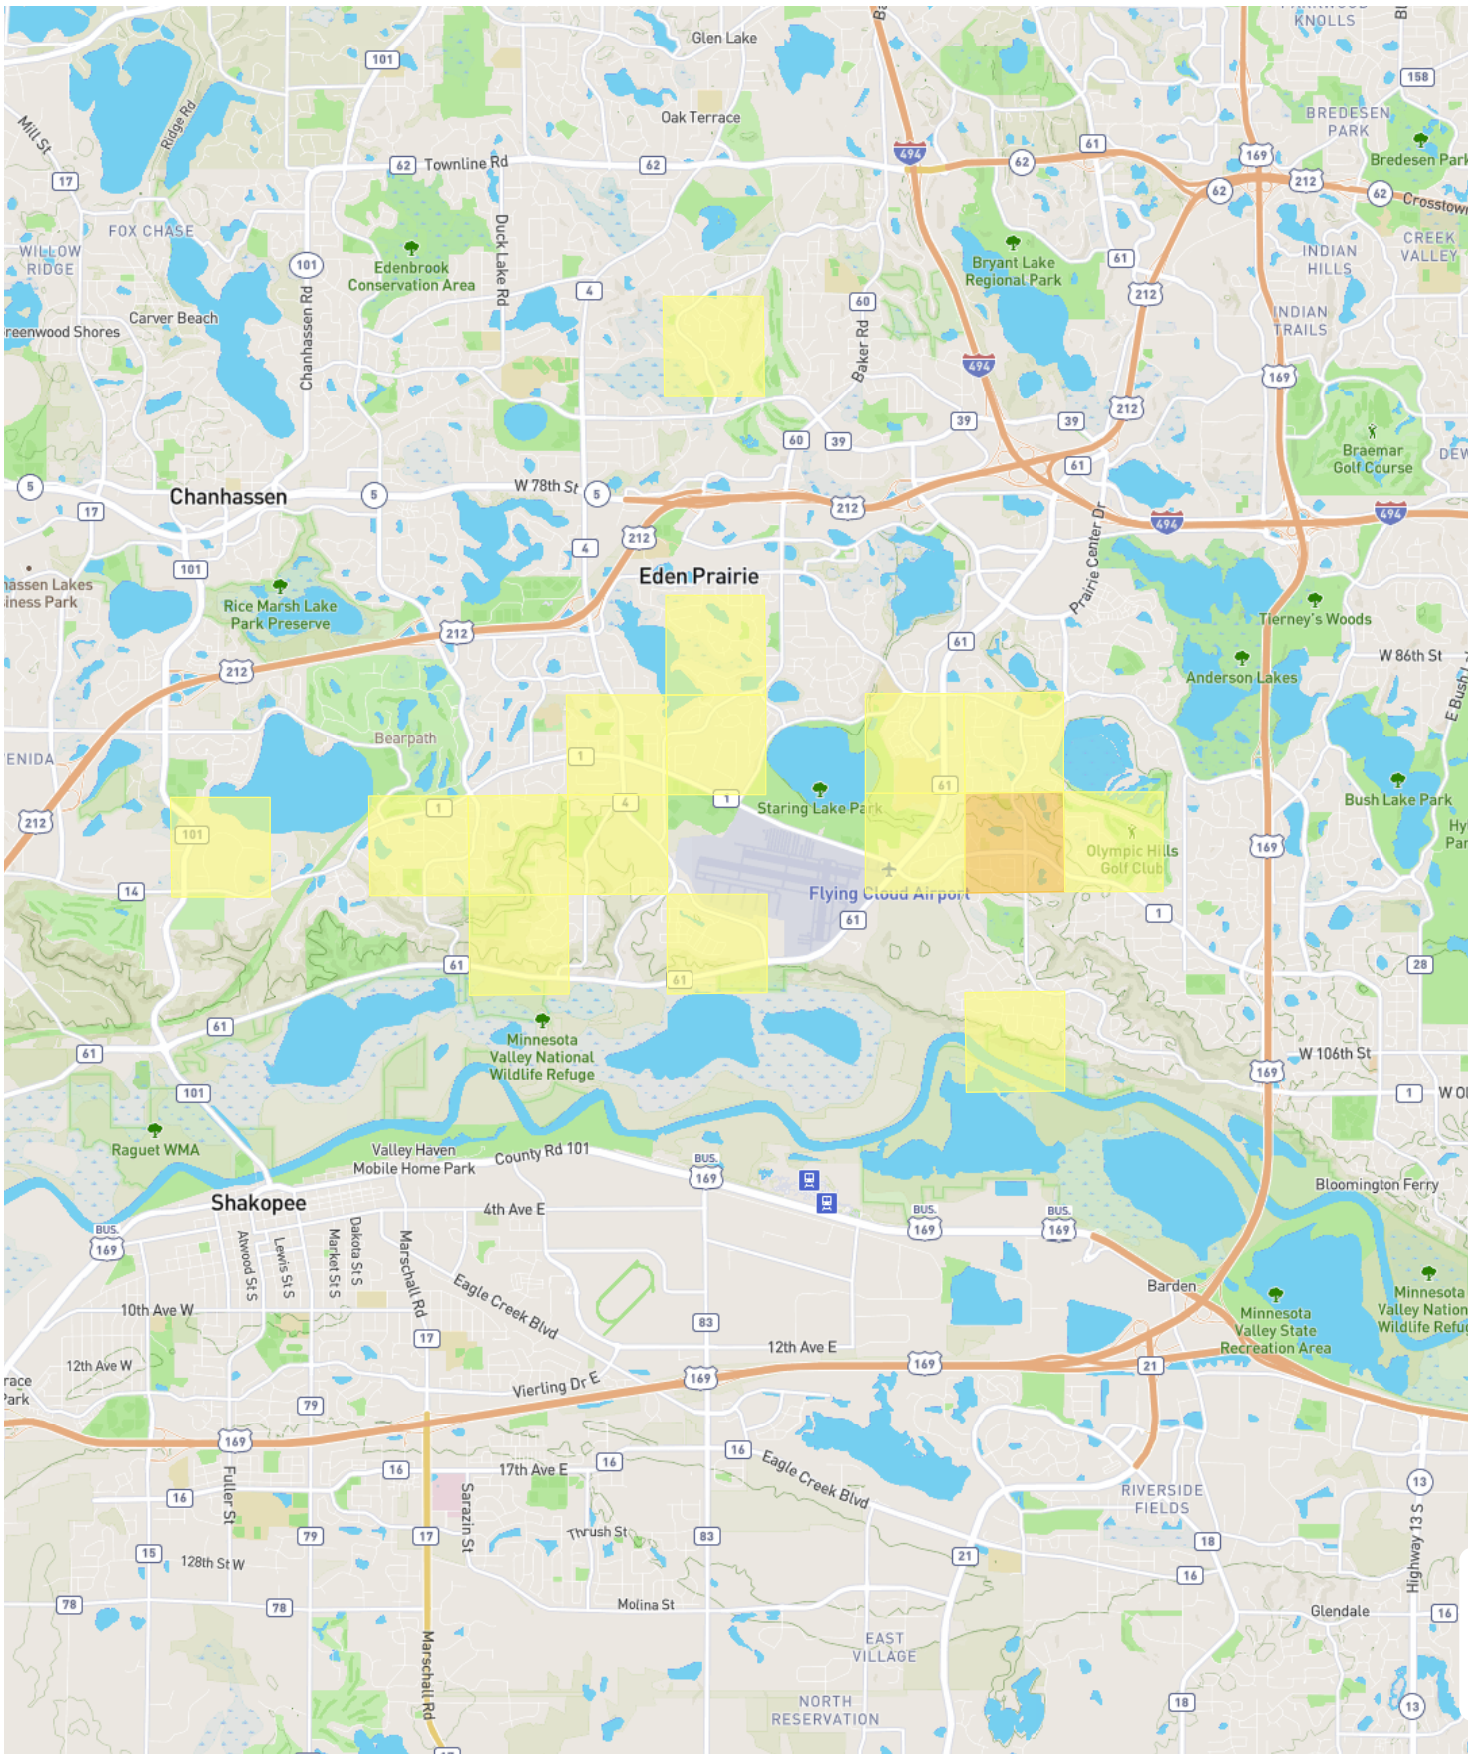 KNOLLS
Glen Lake
101
158
Ridge Rd
Oak Terrace
BREDESEN
PARK
Mill St
61
494
62
Townline Rd
62
62
169
Bredesen Park
212
17
62
62
Crosstown
FOX CHASE
Duck Lake Rd
WILLOW
RIDGE
101
Edenbrook
Conservation Area
Bryant Lake
Regional Park
61
INDIAN
HILLS
CREEK
VALLEY
4
60
212
Chanhassen Rd
Carver Beach
INDIAN
TRAILS
Greenwood Shores
Baker Rd
494
169
212
39
39
60
39
Braemar
Golf Course
61
5
Chanhassen
5
W 78th St
5
212
17
494
494
212
4
Prairie Center Dr
101
Eden Prairie
Rice Marsh Lake
Park Preserve
Tierney's Woods
212
61
W 86th St
212
Anderson Lakes
E Bush
Bearpath
1
61
Staring Lake Park
Bush Lake Park
212
101
1
4
1
169
Olympic Hills
Golf Club
14
Flying Cloud Airport
61
1
61
61
28
61
Minnesota
Valley National
Wildlife Refuge
61
W 106th St
169
101
1
Raguet WMA
Valley Haven
Mobile Home Park
County Rd 101
BUS.
169
Shakopee
4th Ave E
Bloomington Ferry
BUS.
169
BUS.
169
BUS.
169
Atwood St S
Lewis St S
Market St S
Dakota St S
Marschall Rd
Eagle Creek Blvd
Barden
Minnesota
Valley State
Recreation Area
Minnesota
Valley Nation
Wildlife Refug
10th Ave W
17
83
12th Ave E
12th Ave W
169
21
Vierling Dr E
169
79
169
16
16
17th Ave E
16
Eagle Creek Blvd
16
Fuller St
Sarazin St
RIVERSIDE
FIELDS
13
Highway 13 S
79
17
Thrush St
83
18
15
128th St W
21
16
78
78
Molina St
Glendale
16
Marschall Rd
EAST
VILLAGE
NORTH
RESERVATION
18
13